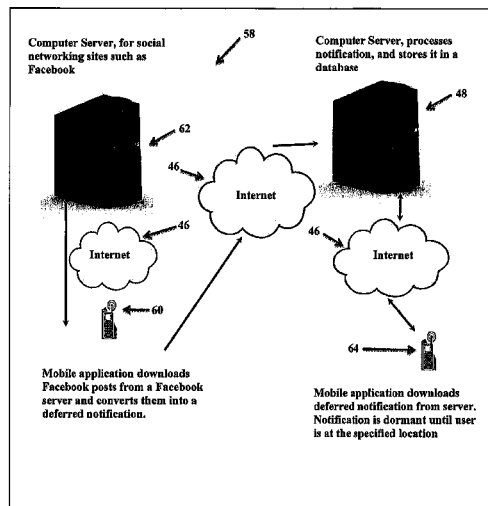 Computer Server, for social
networking sites such as
Facebook
58
Computer Server, processes
notification, and stores it in a
database
62
48
46
Internet
46
Internet
46
Internet
60
64
Mobile application downloads
Facebook posts from a Facebook
server and converts them into a
deferred notification.
Mobile application downloads
deferred notification from server.
Notification is dormant until user
is at the specified location